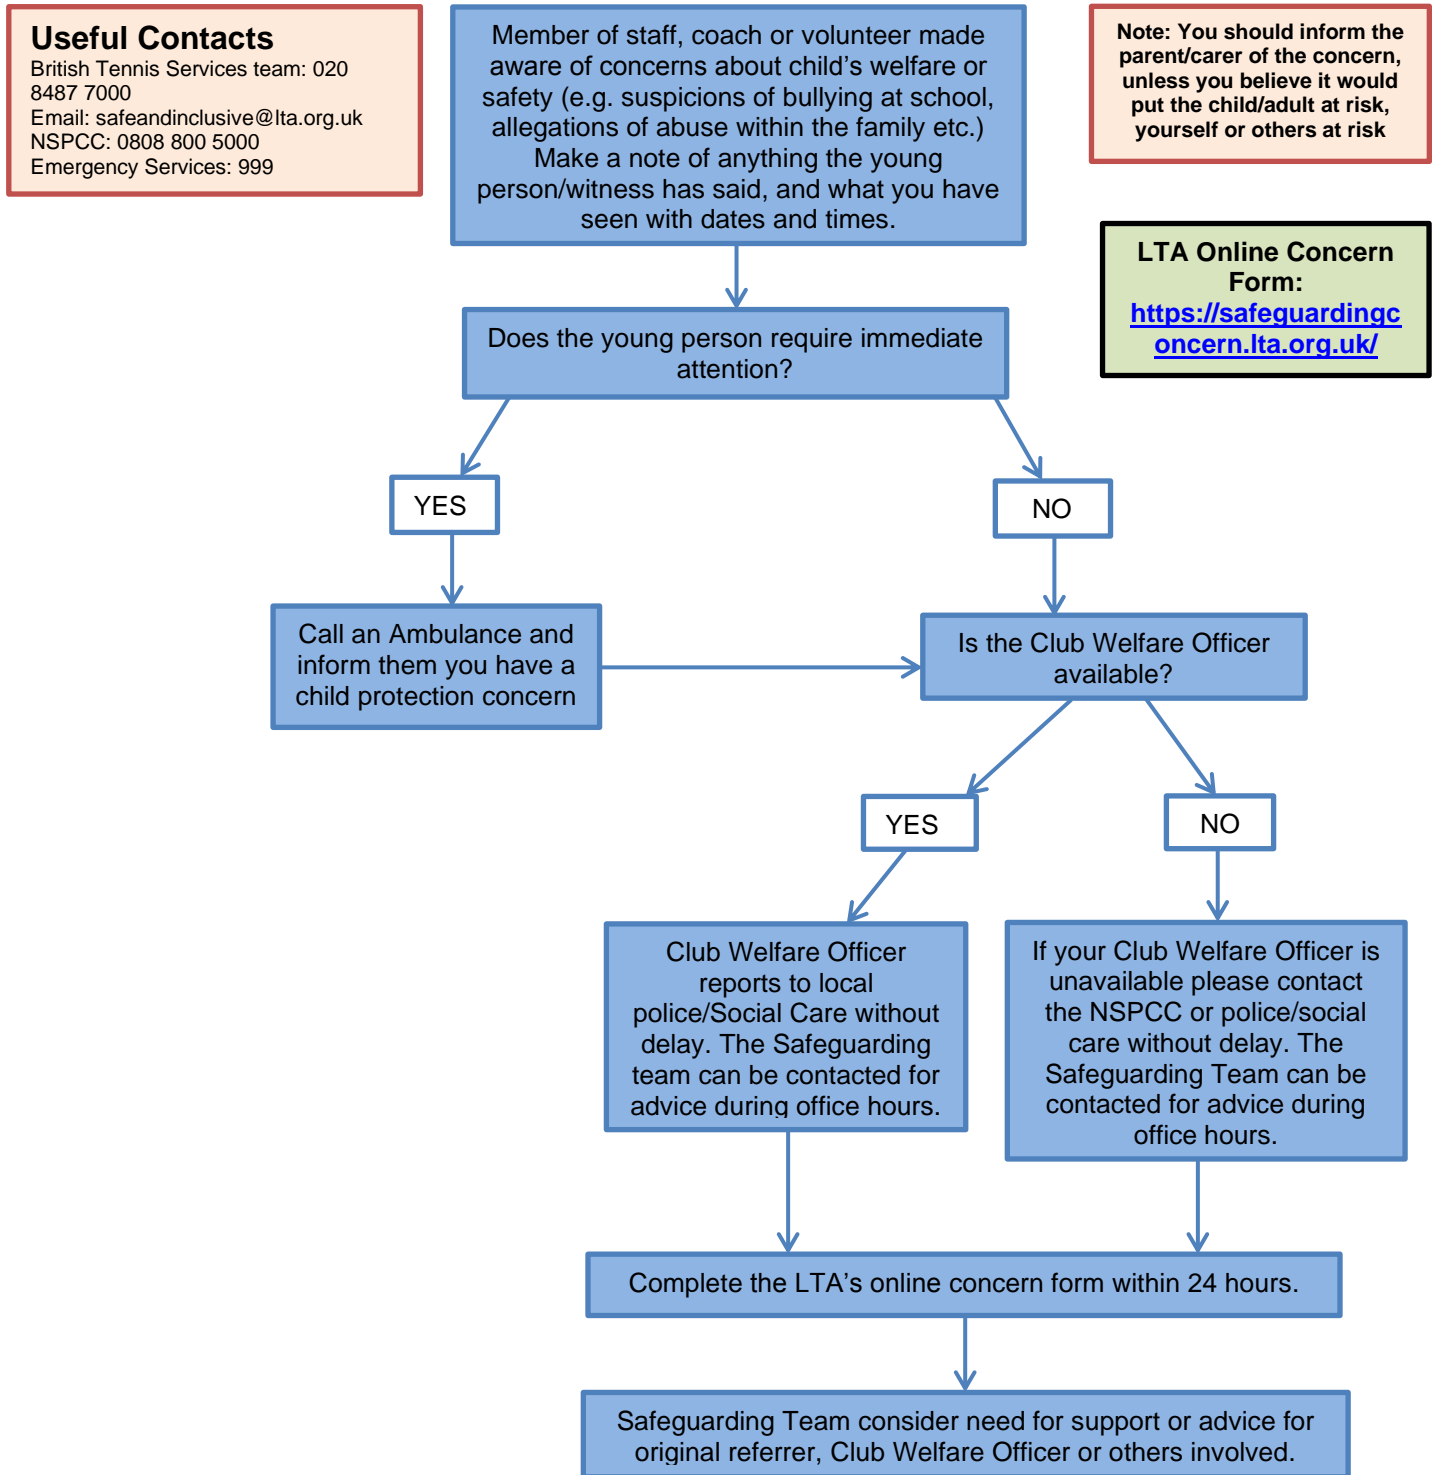 Useful Contacts
British Tennis Services team: 020
8487 7000
Email: safeandinclusive@lta.org.uk
NSPCC: 0808 800 5000
Emergency Services: 999
Member of staff, coach or volunteer made
aware of concerns about child’s welfare or
safety (e.g. suspicions of bullying at school,
allegations of abuse within the family etc.)
Make a note of anything the young
person/witness has said, and what you have
seen with dates and times.
Note: You should inform the
parent/carer of the concern,
unless you believe it would
put the child/adult at risk,
yourself or others at risk
LTA Online Concern
Form:
https://safeguardingc
oncern.lta.org.uk/
Does the young person require immediate
attention?
YES
NO
Call an Ambulance and
inform them you have a
child protection concern
Is the Club Welfare Officer
available?
YES
NO
Club Welfare Officer
reports to local
police/Social Care without
delay. The Safeguarding
team can be contacted for
advice during office hours.
If your Club Welfare Officer is
unavailable please contact
the NSPCC or police/social
care without delay. The
Safeguarding Team can be
contacted for advice during
office hours.
Complete the LTA’s online concern form within 24 hours.
Safeguarding Team consider need for support or advice for
original referrer, Club Welfare Officer or others involved.